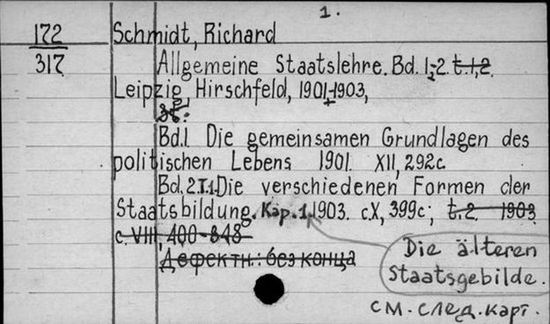 1.
172 Schmidt, Richard
317 Allgemeine Staatslehre. Bd. 1,-2. t.1,2.
Leipzig, Hirschfeld, 1901-1903,
Bd.1 Die gemeinsamen Grundlagen des
politischen Lebens 1901. XII, 292c.
Bd.2.T.1.Die verschiedenen Formen der
Staatsbildung. Kap.1,1903. c.X, 399c; t.2. 1903
c. VIII, 400-848
Дефектн.: без конца
Die älteren
Staatsgebilde.
см.след.карт.